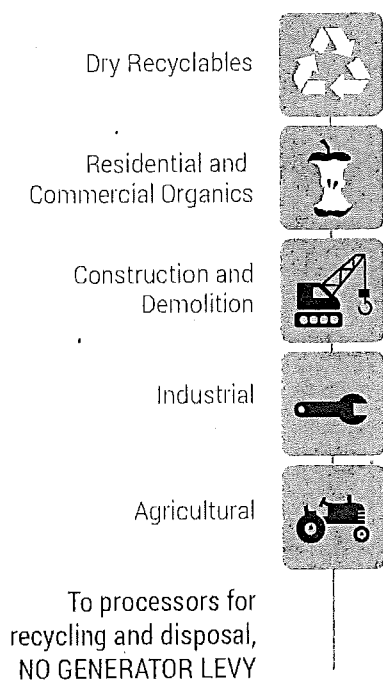 Dry Recyclables
Residential and
Commercial Organics
Construction and
Demolition
Industrial
Agricultural
To processors for
recycling and disposal,
NO GENERATOR LEVY